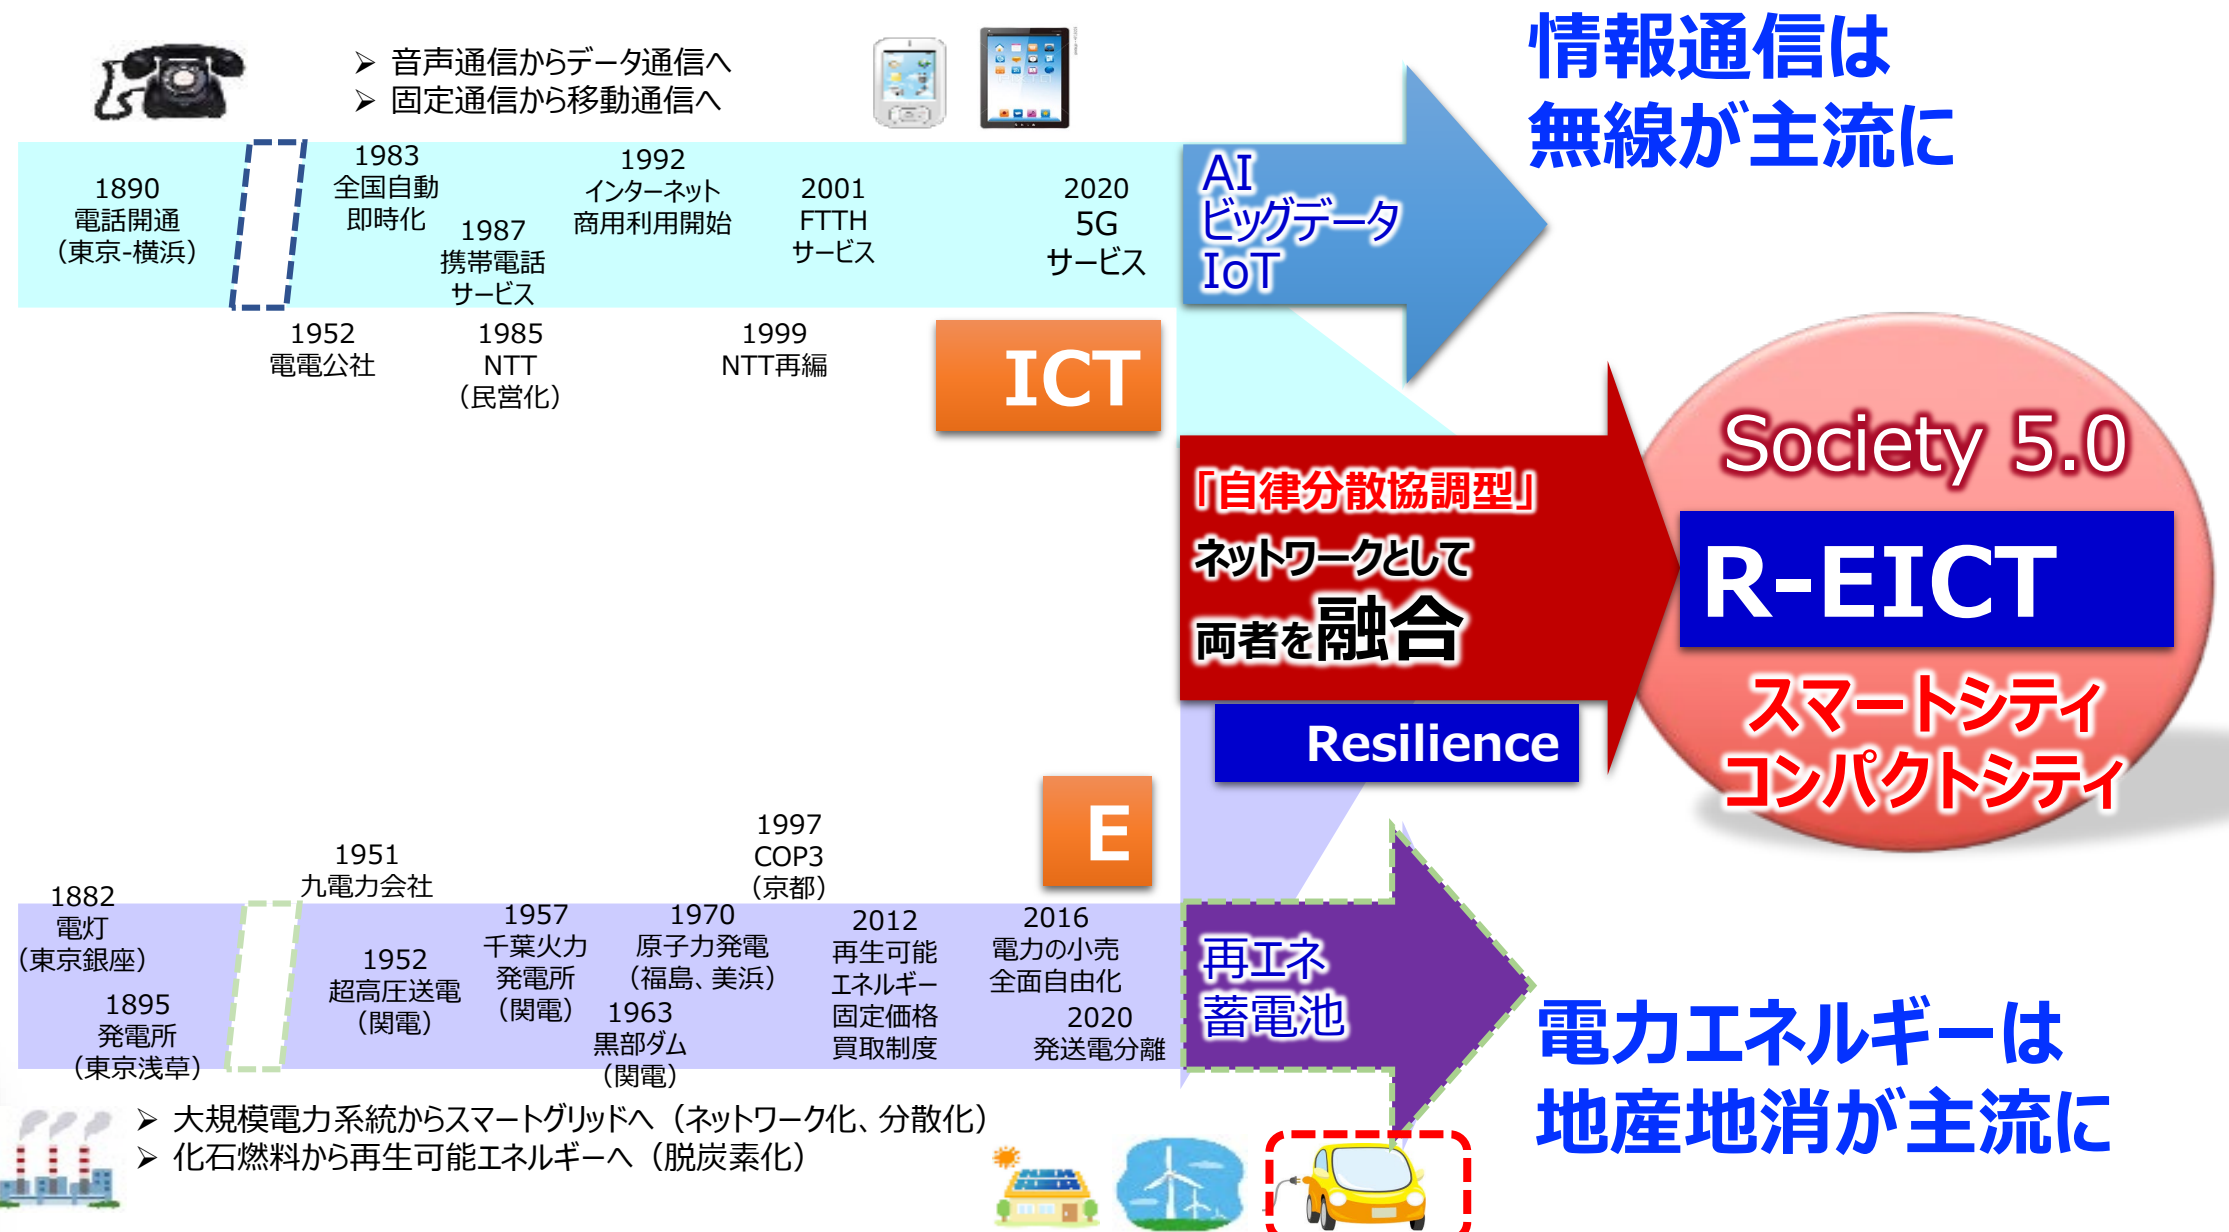 ➢ 音声通信からデータ通信へ
➢ 固定通信から移動通信へ
情報通信は
無線が主流に
1890
電話開通
（東京-横浜）
1983
全国自動
即時化
1987
携帯電話
サービス
1992
インターネット
商用利用開始
2001
FTTH
サービス
2020
5G
サービス
AI
ビッグデータ
IoT
1952
電電公社
1985
NTT
（民営化）
1999
NTT再編
ICT
「自律分散協調型」
ネットワークとして
両者を融合
Resilience
Society 5.0
R-EICT
スマートシティ
コンパクトシティ
E
1882
電灯
（東京銀座）
1895
発電所
（東京浅草）
1951
九電力会社
1952
超高圧送電
（関電）
1957
千葉火力
発電所
（関電）
1970
原子力発電
（福島、美浜）
1963
黒部ダム
（関電）
1997
COP3
（京都）
2012
再生可能
エネルギー
固定価格
買取制度
2016
電力の小売
全面自由化
2020
発送電分離
再エネ
蓄電池
電力エネルギーは
地産地消が主流に
➢ 大規模電力系統からスマートグリッドへ（ネットワーク化、分散化）
➢ 化石燃料から再生可能エネルギーへ（脱炭素化）